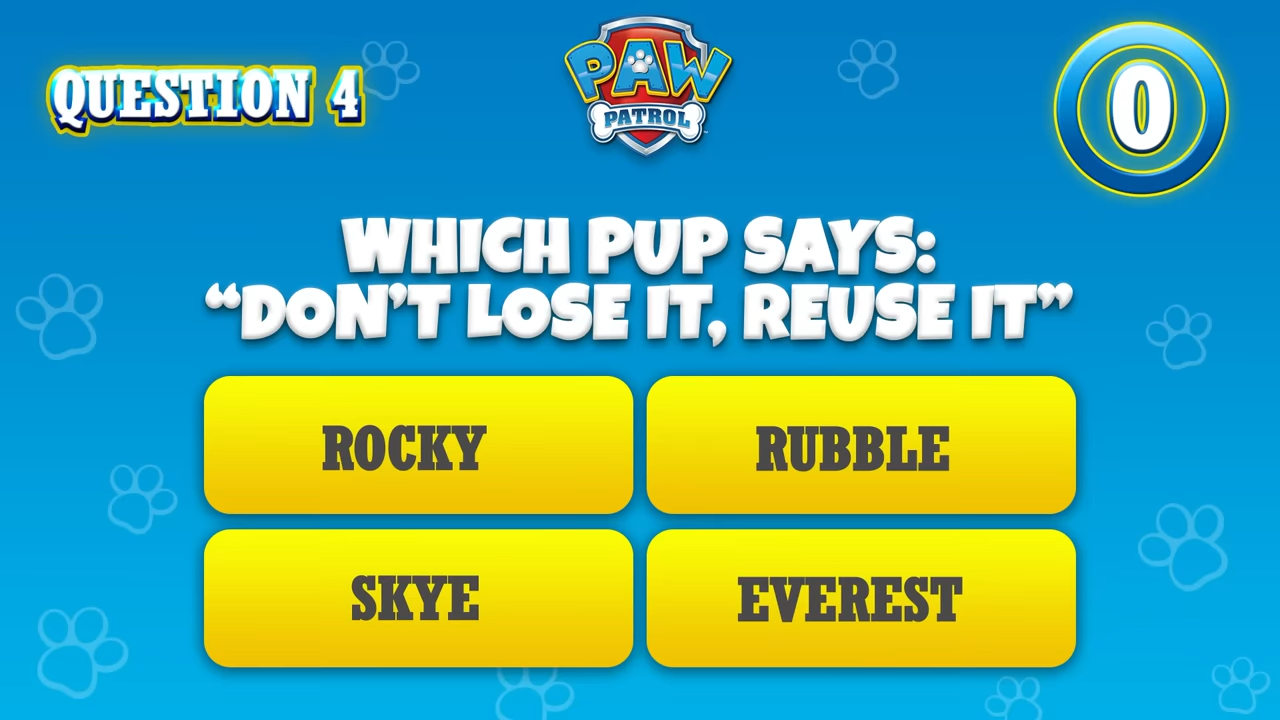 QUESTION 4
PAW
PATROL
0
WHICH PUP SAYS:
“DON’T LOSE IT, REUSE IT”
ROCKY
RUBBLE
SKYE
EVEREST